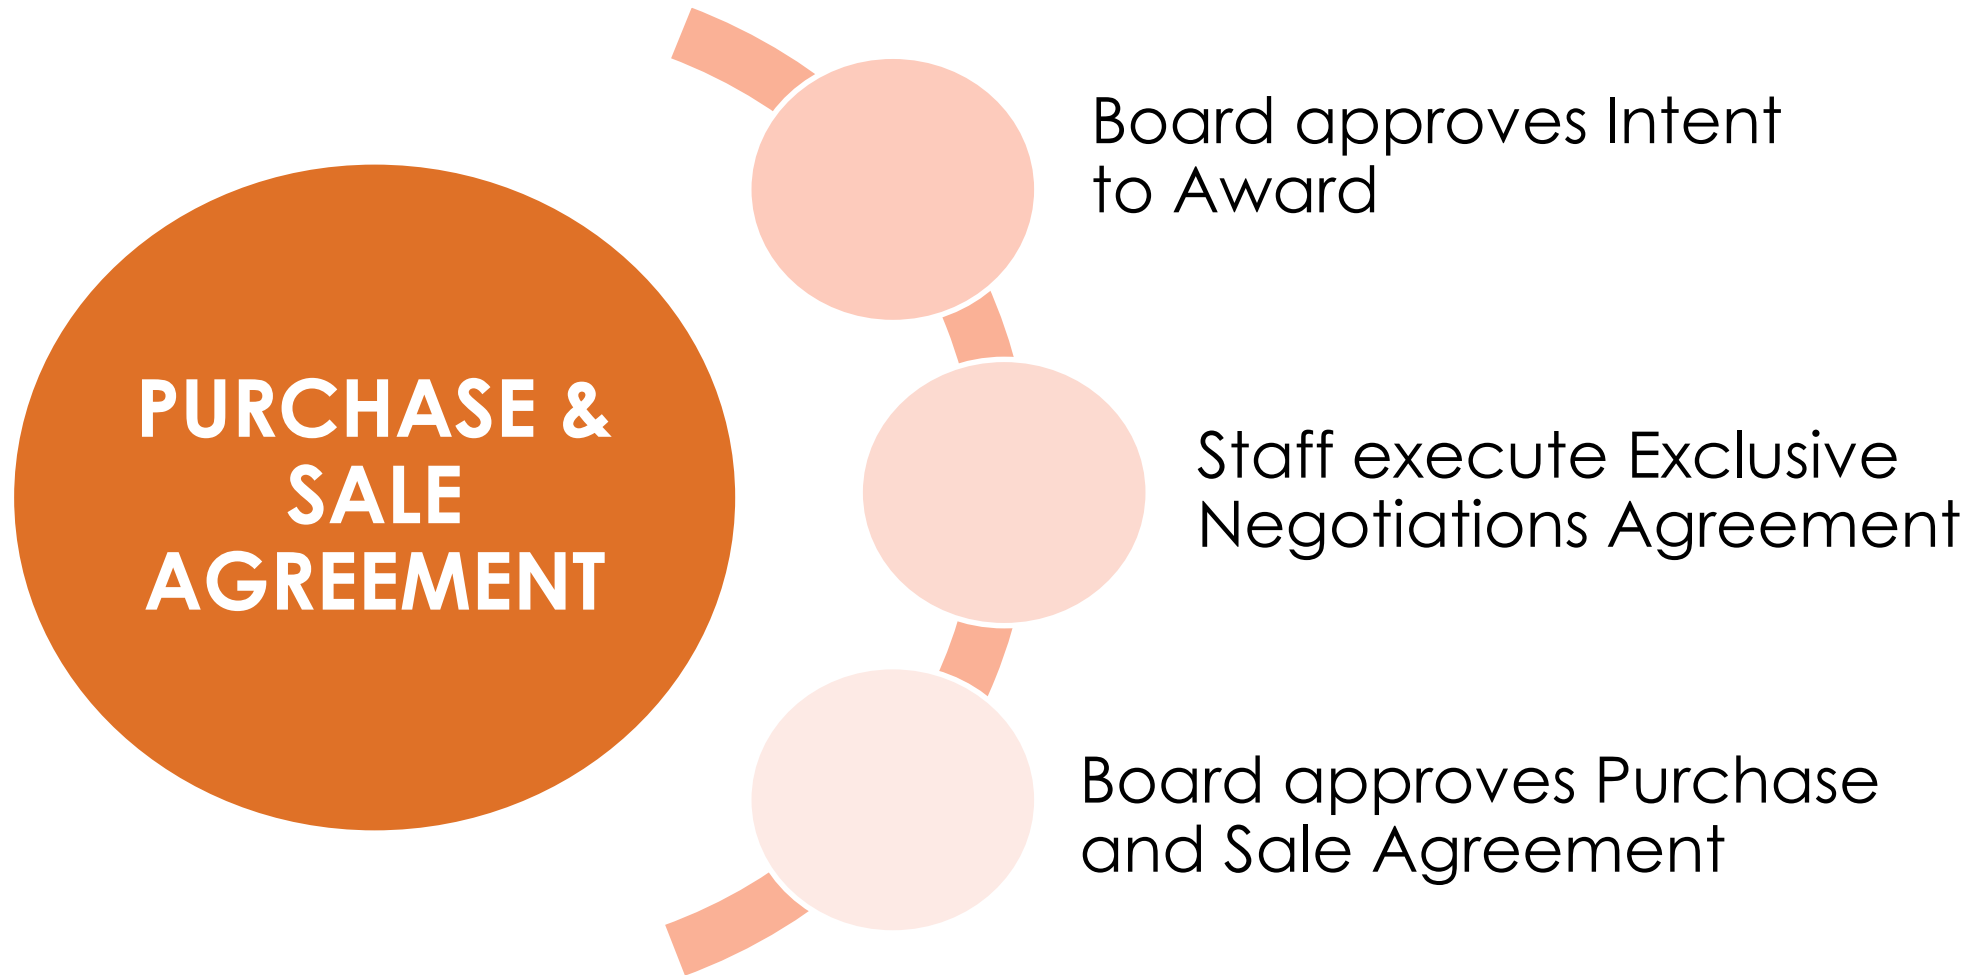 PURCHASE &
SALE
AGREEMENT
Board approves Intent
to Award
Staff execute Exclusive
Negotiations Agreement
Board approves Purchase
and Sale Agreement